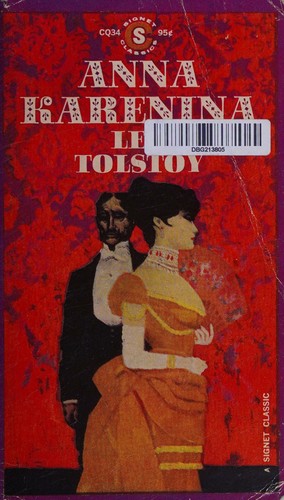 CQ34
SIGNET
CLASSICS
S
95¢
ANNA
KARENINA
LE
TOLSTOY
DBG213805
A SIGNET CLASSIC